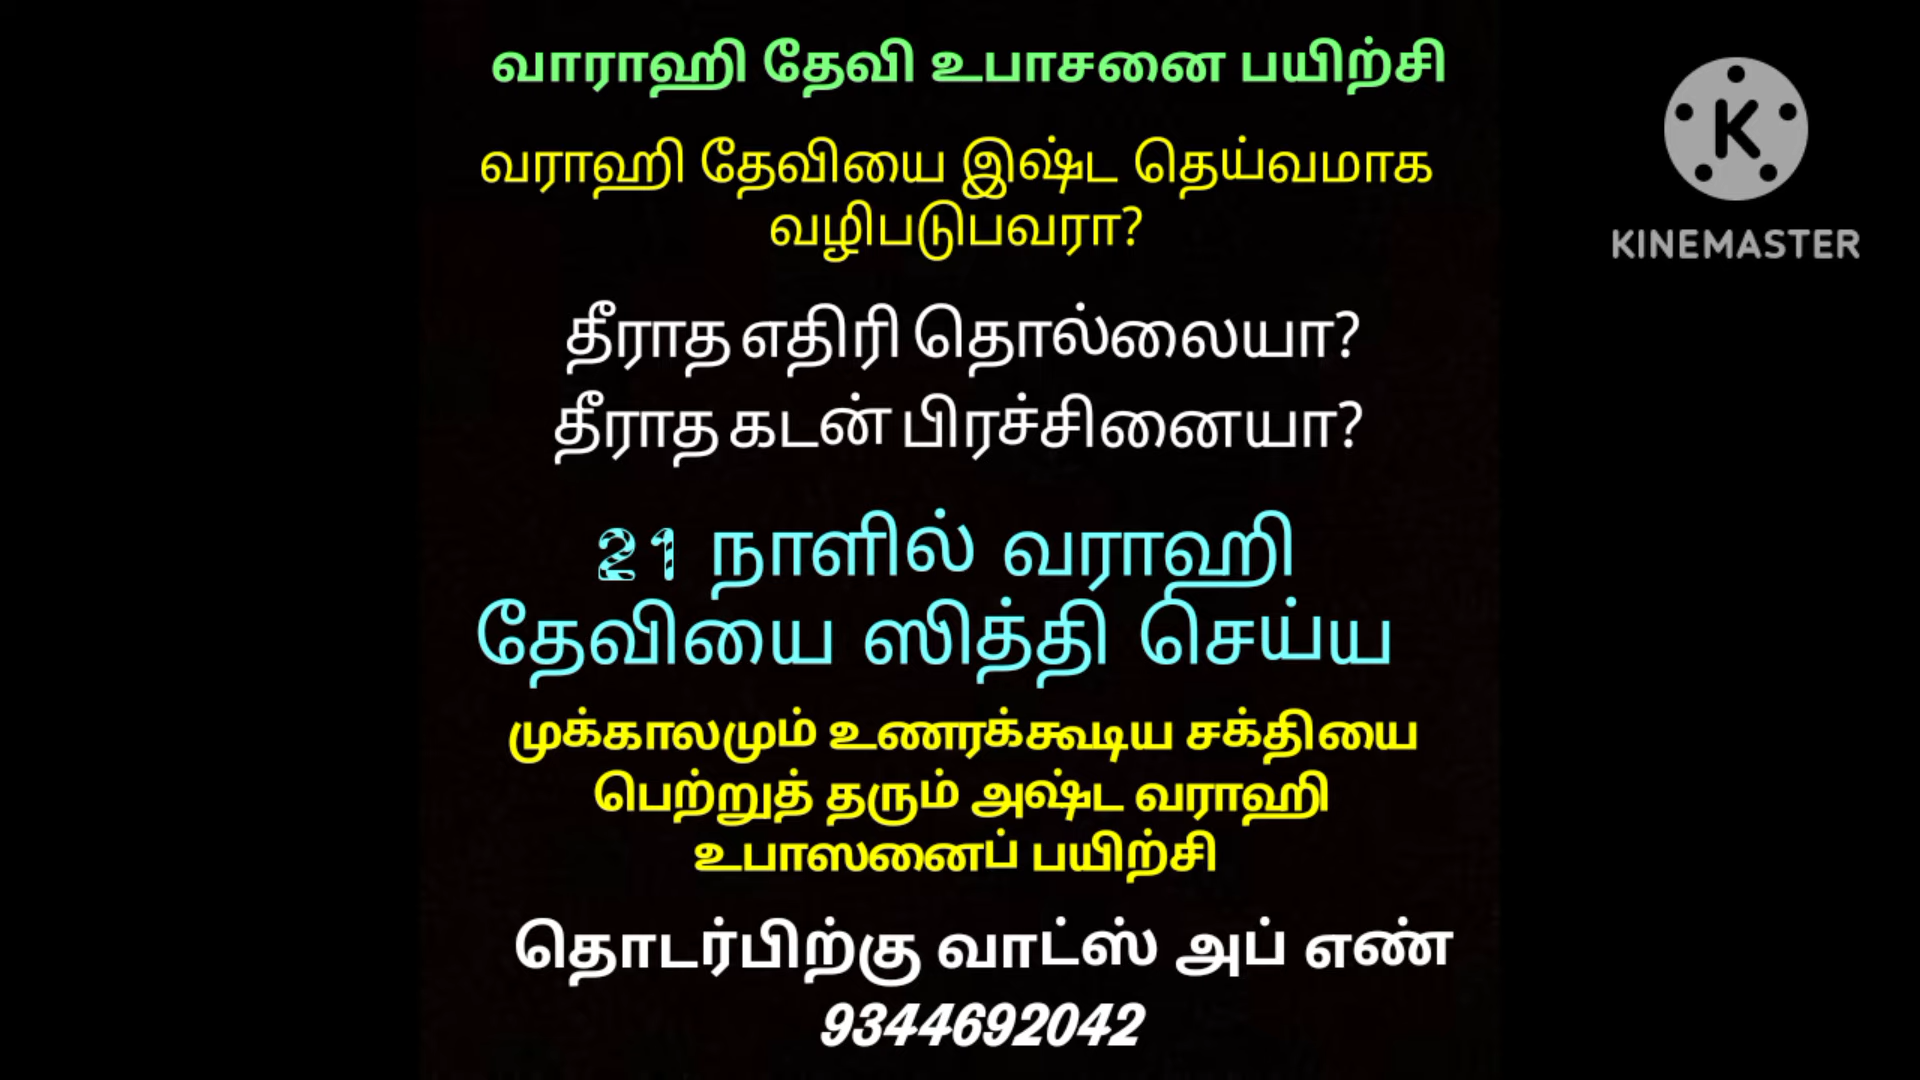 வாராஹி தேவி உபாசனை பயிற்சி
வராஹி தேவியை இஷ்ட தெய்வமாக
வழிபடுபவரா?
தீராத எதிரி தொல்லையா?
தீராத கடன் பிரச்சினையா?
21 நாளில் வராஹி
தேவியை ஸித்தி செய்ய
முக்காலமும் உணரக்கூடிய சக்தியை
பெற்றுத் தரும் அஷ்ட வராஹி
உபாஸனைப் பயிற்சி
தொடர்பிற்கு வாட்ஸ் அப் எண்
9344692042
K
KINEMASTER